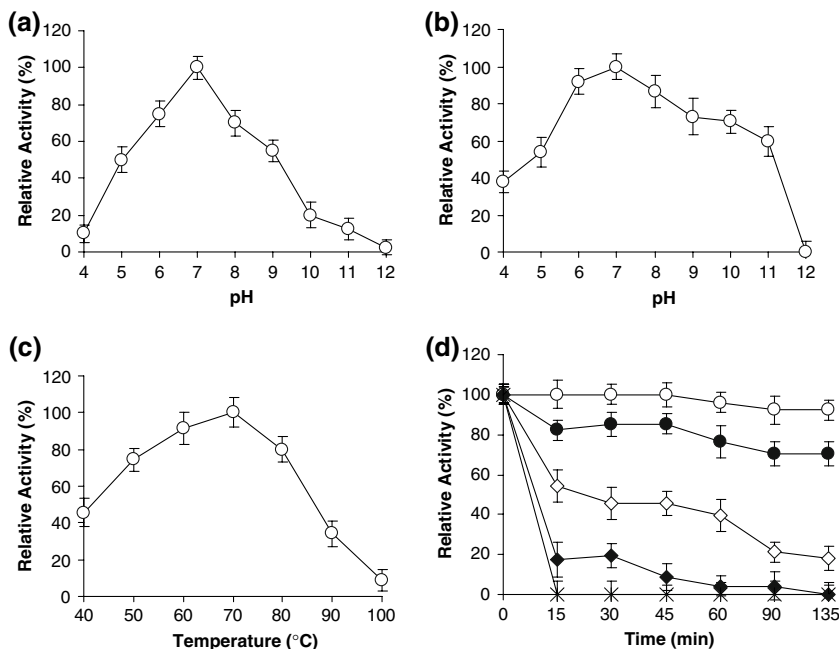 (a)
Relative Activity (%)
120
100
80
60
40
20
0
4 5 6 7 8 9 10 11 12
pH
(b)
Relative Activity (%)
120
100
80
60
40
20
0
4 5 6 7 8 9 10 11 12
pH
(c)
Relative Activity (%)
120
100
80
60
40
20
0
40 50 60 70 80 90 100
Temperature (°C)
(d)
Relative Activity (%)
120
100
80
60
40
20
0
0 15 30 45 60 90 135
Time (min)